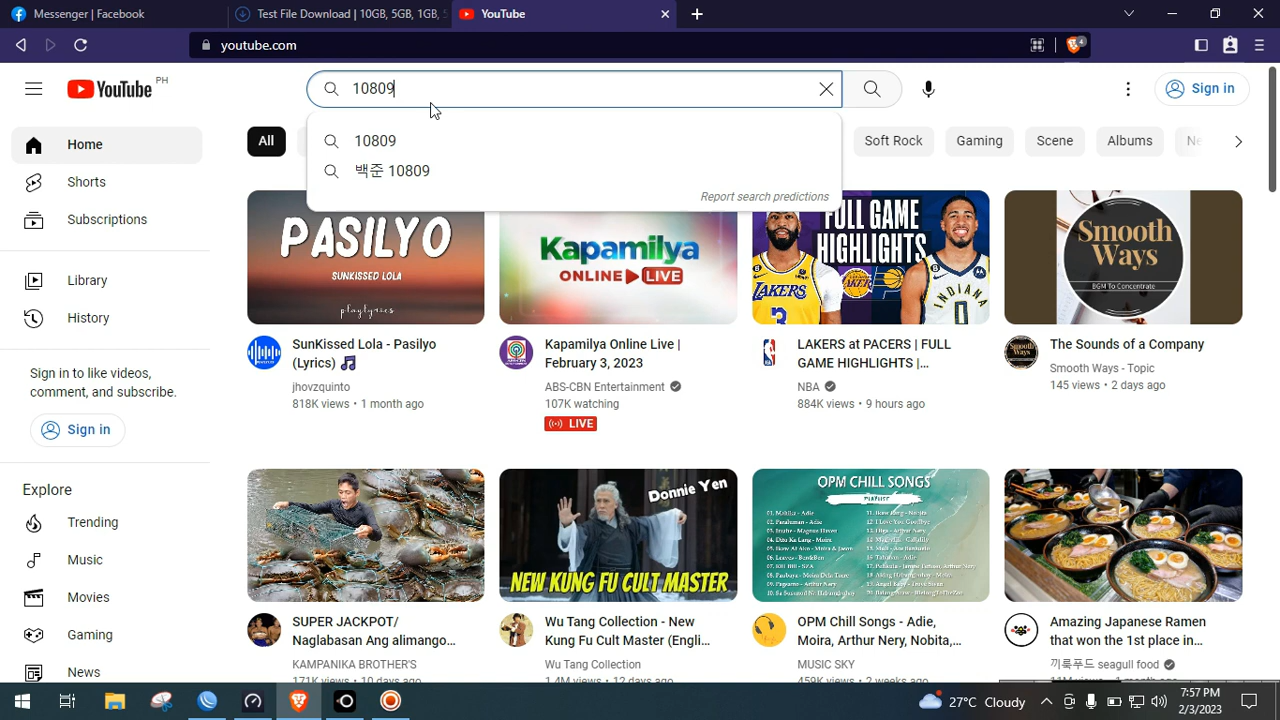 Messenger | Facebook
Test File Download | 10GB, 5GB, 1GB,
YouTube
youtube.com
4
YouTube PH
10809
Sign in
10809
백준 10809
Report search predictions
All
Soft Rock
Gaming
Scene
Albums
Home
Shorts
Subscriptions
Library
History
Sign in to like videos,
comment, and subscribe.
Sign in
Explore
Trending
Music
Movies
Gaming
News
PASILYO
SUNKISSED LOLA
playlyrics
SunKissed Lola - Pasilyo
(Lyrics) 🎵
jhovzquinto
818K views • 1 month ago
Kapamilya
ONLINE LIVE
Kapamilya Online Live |
February 3, 2023
ABS-CBN Entertainment
107K watching
LIVE
FULL GAME
HIGHLIGHTS
LAKERS
3
INDIANA
LAKERS at PACERS | FULL
GAME HIGHLIGHTS |...
NBA
884K views • 9 hours ago
Smooth
Ways
BGM To Concentrate
The Sounds of a Company
Smooth Ways - Topic
145 views • 2 days ago
SUPER JACKPOT/
Naglabasan Ang alimango...
KAMPANIKA BROTHER'S
171K views • 10 days ago
Donnie Yen
NEW KUNG FU CULT MASTER
Wu Tang Collection - New
Kung Fu Cult Master (Engli...
Wu Tang Collection
1.4M views • 12 days ago
OPM CHILL SONGS
PLAYLIST
OPM Chill Songs - Adie,
Moira, Arthur Nery, Nobita,...
MUSIC SKY
459K views • 2 weeks ago
Amazing Japanese Ramen
that won the 1st place in...
끼룩푸드 seagull food
27°C Cloudy
7:57 PM
2/3/2023